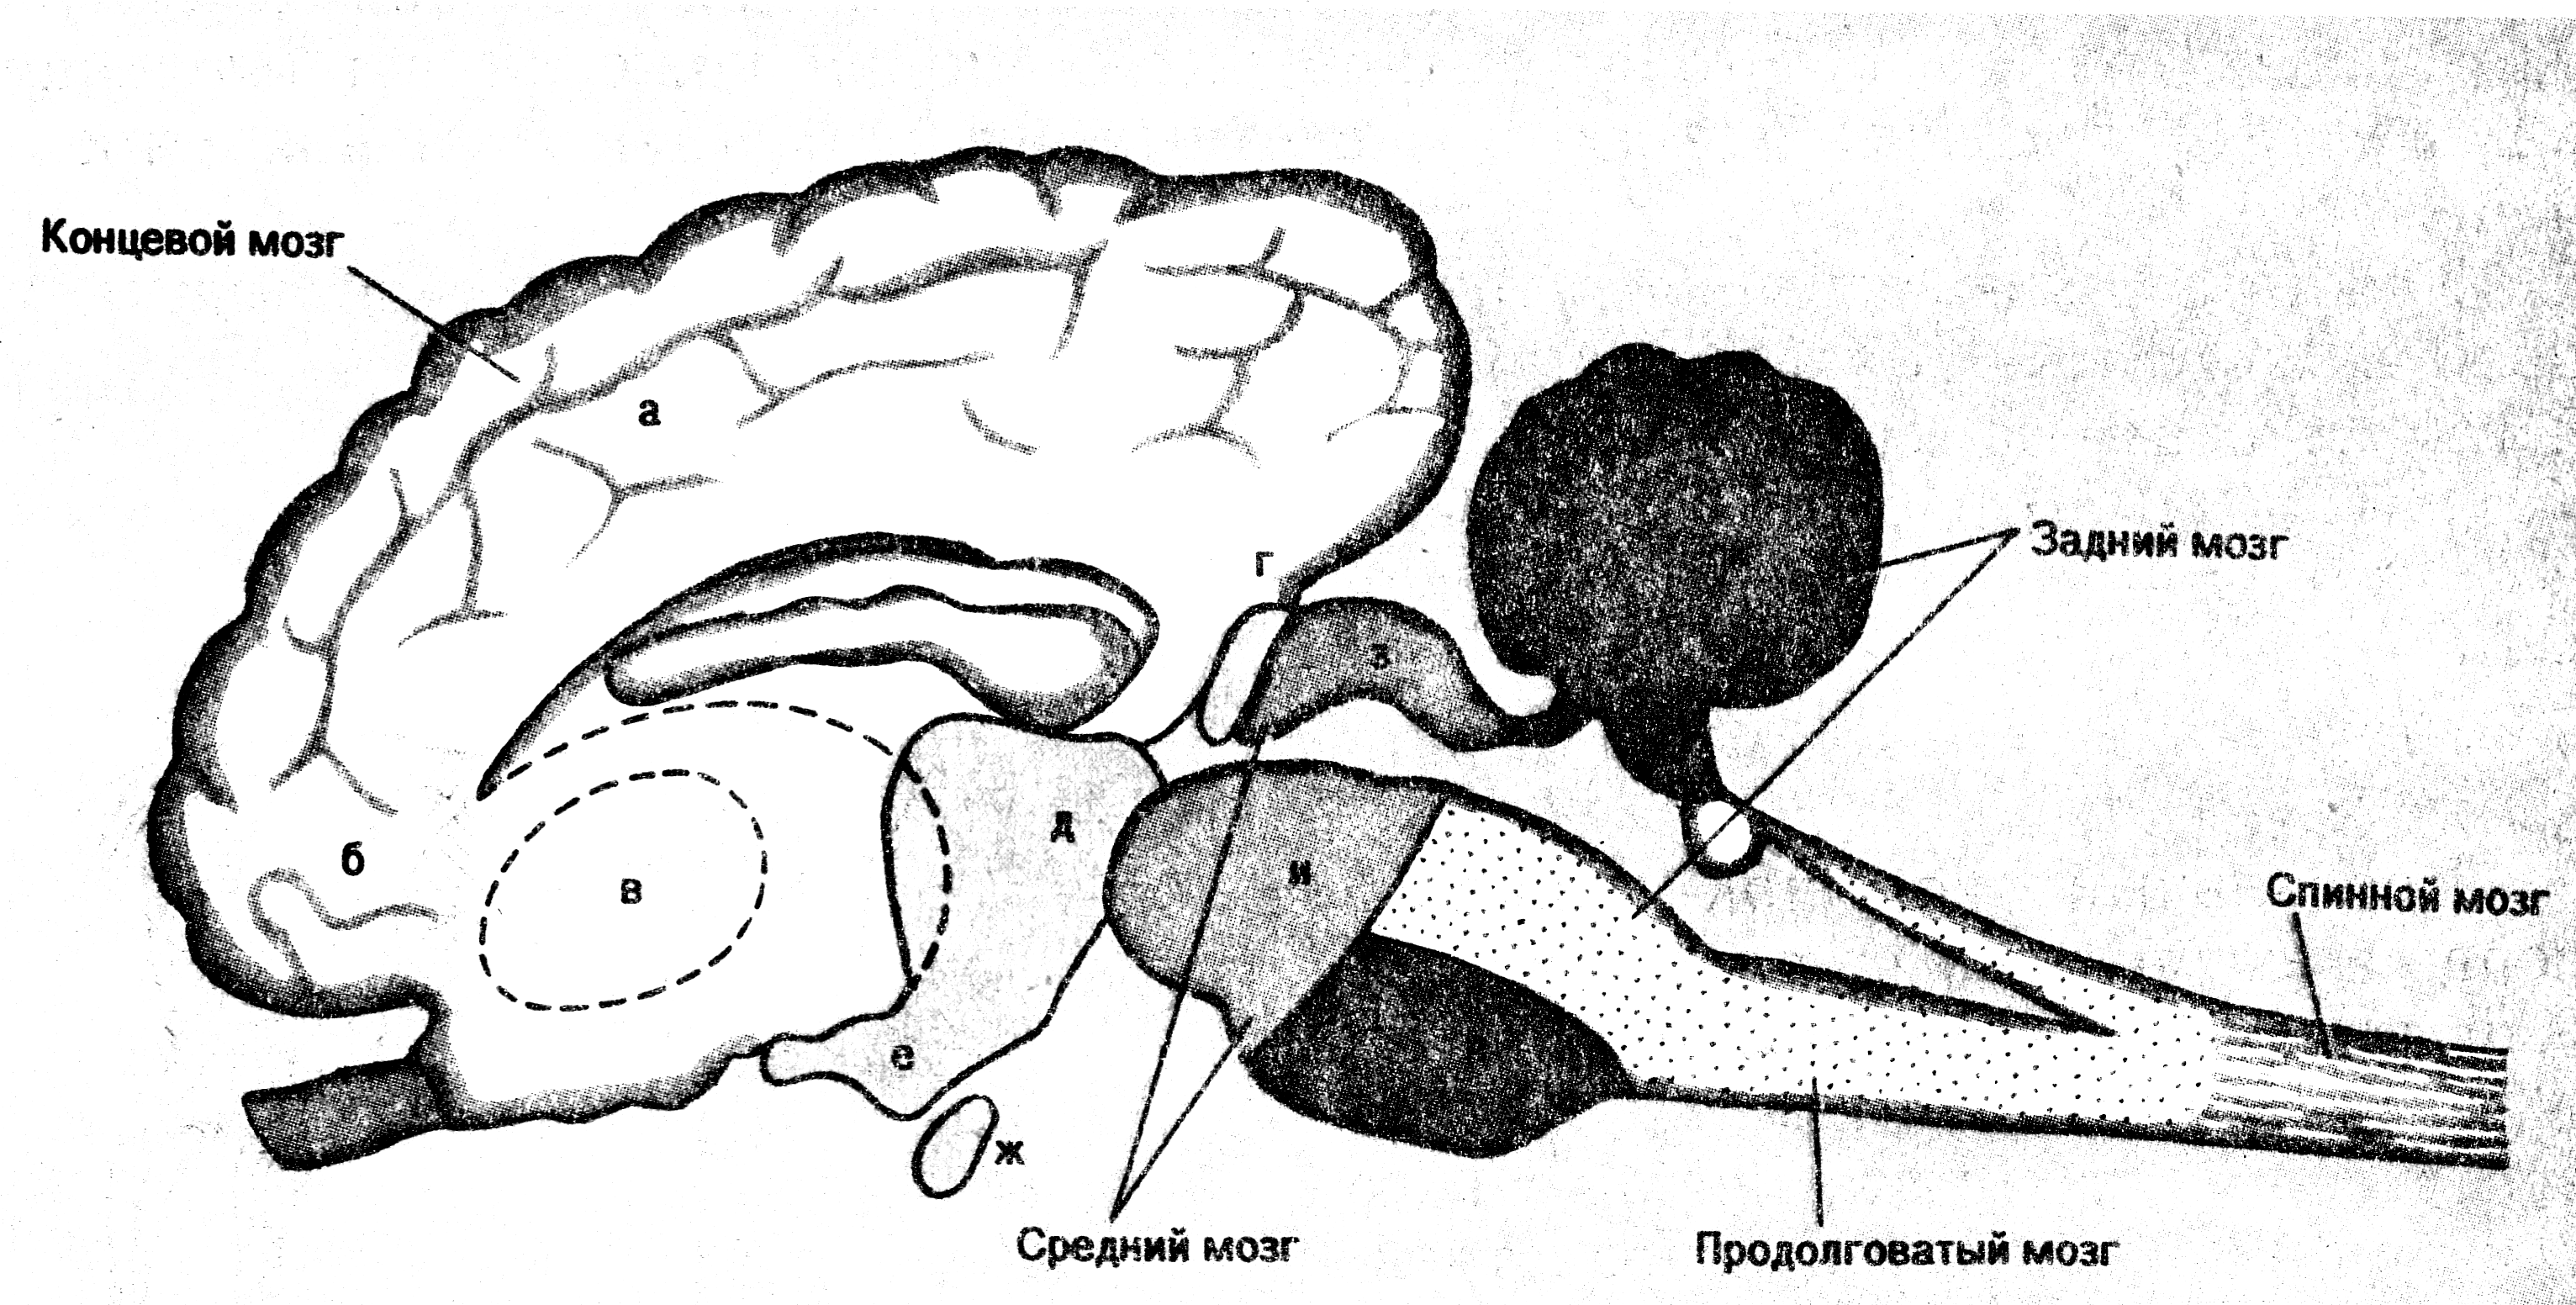 Концевой мозг
а
г
Задний мозг
з
д
б
в
и
Спинной мозг
е
ж
Средний мозг
Продолговатый мозг